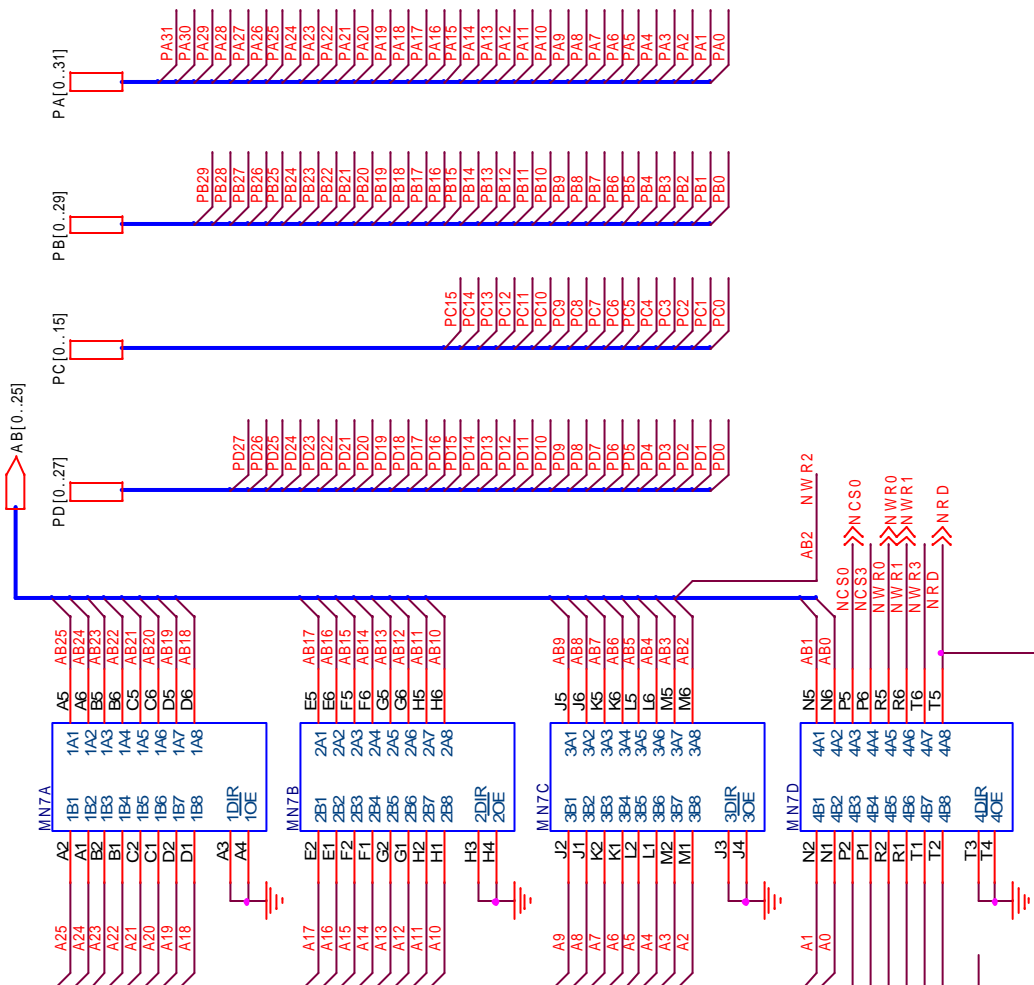 PA[0..31]
PA31
PA30
PA29
PA28
PA27
PA26
PA25
PA24
PA23
PA22
PA21
PA20
PA19
PA18
PA17
PA16
PA15
PA14
PA13
PA12
PA11
PA10
PA9
PA8
PA7
PA6
PA5
PA4
PA3
PA2
PA1
PA0
PB[0..29]
PB29
PB28
PB27
PB26
PB25
PB24
PB23
PB22
PB21
PB20
PB19
PB18
PB17
PB16
PB15
PB14
PB13
PB12
PB11
PB10
PB9
PB8
PB7
PB6
PB5
PB4
PB3
PB2
PB1
PB0
PC[0..15]
PC15
PC14
PC13
PC12
PC11
PC10
PC9
PC8
PC7
PC6
PC5
PC4
PC3
PC2
PC1
PC0
AB[0..25]
PD[0..27]
PD27
PD26
PD25
PD24
PD23
PD22
PD21
PD20
PD19
PD18
PD17
PD16
PD15
PD14
PD13
PD12
PD11
PD10
PD9
PD8
PD7
PD6
PD5
PD4
PD3
PD2
PD1
PD0
AB2 NWR2
NCS0
NWR0
NWR1
NRD
AB25
AB24
AB23
AB22
AB21
AB20
AB19
AB18
AB17
AB16
AB15
AB14
AB13
AB12
AB11
AB10
AB9
AB8
AB7
AB6
AB5
AB4
AB3
AB2
AB1
AB0
NCS0
NCS3
NWR0
NWR1
NWR3
NRD
A5
A6
B5
B6
C5
C6
D5
D6
E5
E6
F5
F6
G5
G6
H5
H6
J5
J6
K5
K6
L5
L6
M5
M6
N5
N6
P5
P6
R5
R6
T6
T5
MN7A
1A1
1A2
1A3
1A4
1A5
1A6
1A7
1A8
1B1
1B2
1B3
1B4
1B5
1B6
1B7
1B8
1DIR
1OE
MN7B
2A1
2A2
2A3
2A4
2A5
2A6
2A7
2A8
2B1
2B2
2B3
2B4
2B5
2B6
2B7
2B8
2DIR
2OE
MN7C
3A1
3A2
3A3
3A4
3A5
3A6
3A7
3A8
3B1
3B2
3B3
3B4
3B5
3B6
3B7
3B8
3DIR
3OE
MN7D
4A1
4A2
4A3
4A4
4A5
4A6
4A7
4A8
4B1
4B2
4B3
4B4
4B5
4B6
4B7
4B8
4DIR
4OE
A2
A1
B2
B1
C2
C1
D2
D1
A3
A4
E2
E1
F2
F1
G2
G1
H2
H1
H3
H4
J2
J1
K2
K1
L2
L1
M2
M1
J3
J4
N2
N1
P2
P1
R2
R1
T1
T2
T3
T4
A25
A24
A23
A22
A21
A20
A19
A18
A17
A16
A15
A14
A13
A12
A11
A10
A9
A8
A7
A6
A5
A4
A3
A2
A1
A0